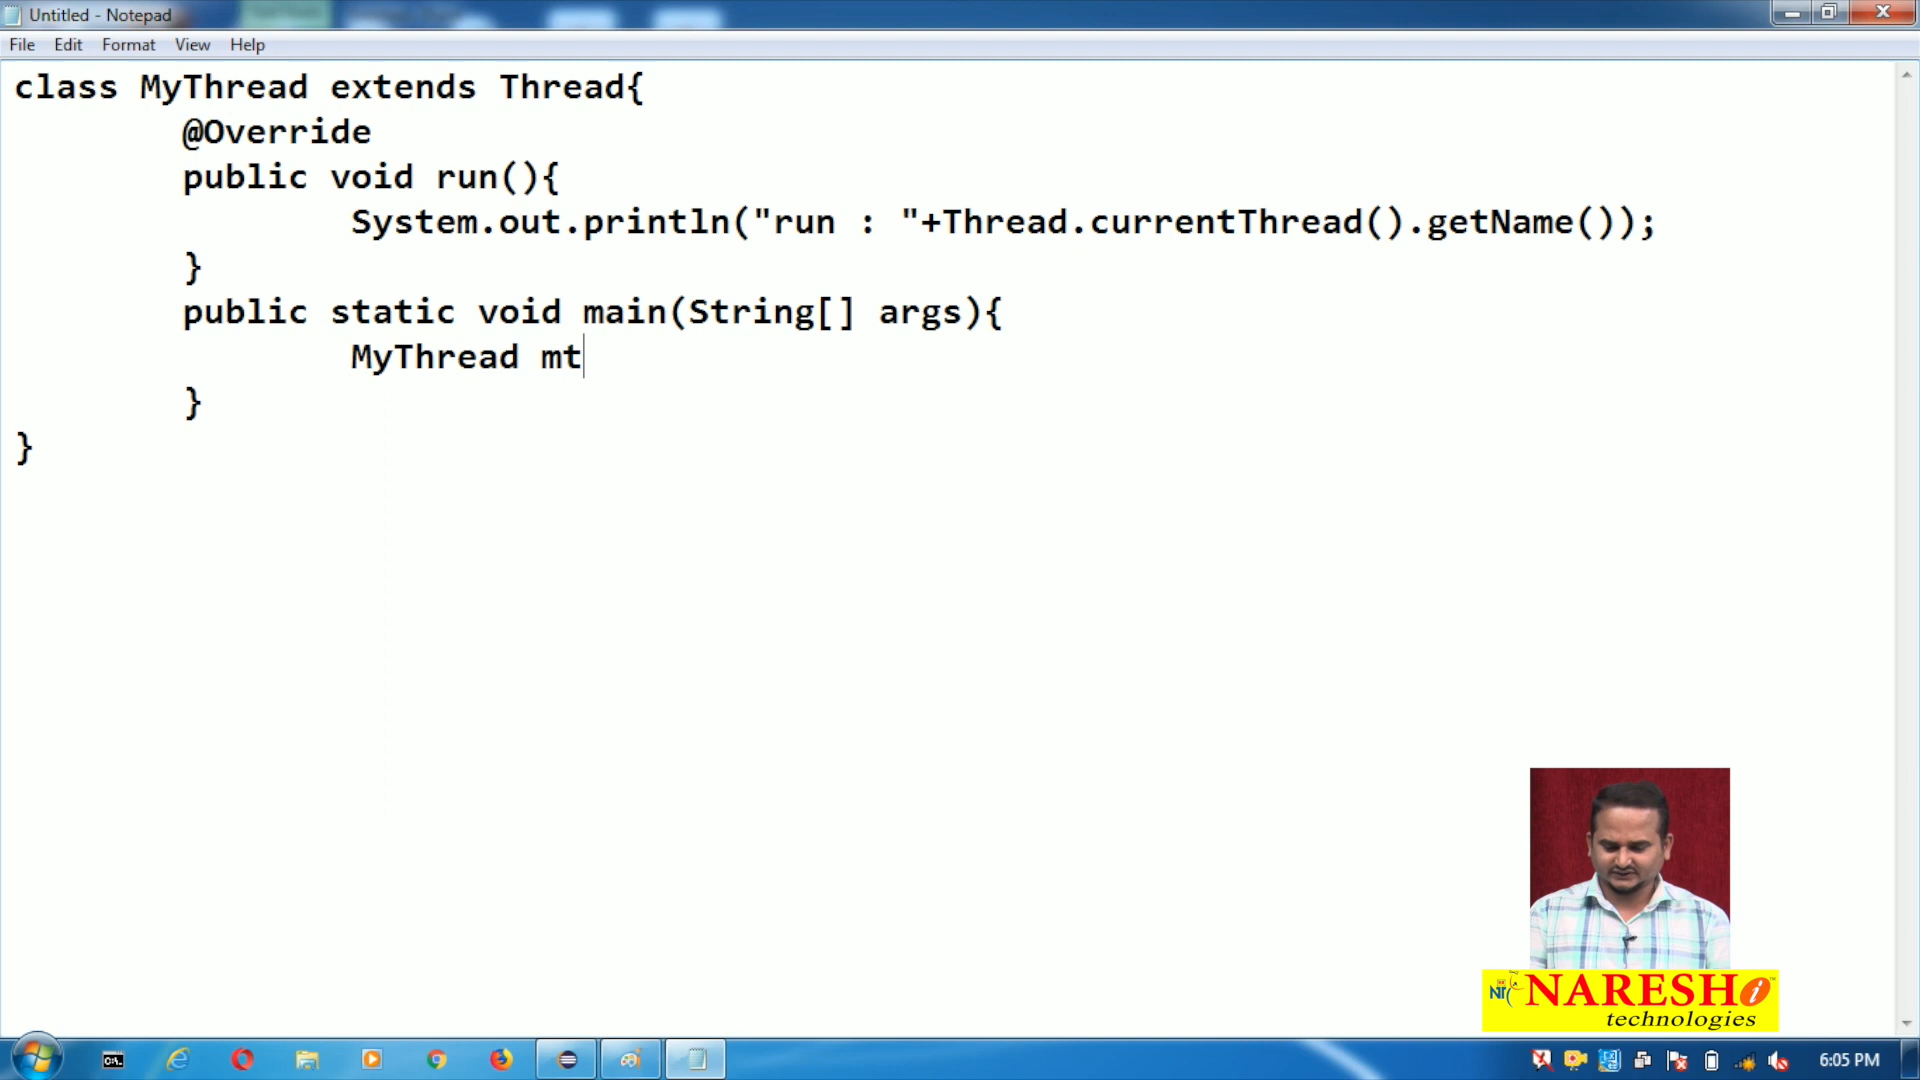 Untitled - Notepad
File Edit Format View Help
class MyThread extends Thread{
@Override
public void run(){
System.out.println("run : "+Thread.currentThread().getName());
}
public static void main(String[] args){
MyThread mt
}
}
NARESH i
technologies
6:05 PM